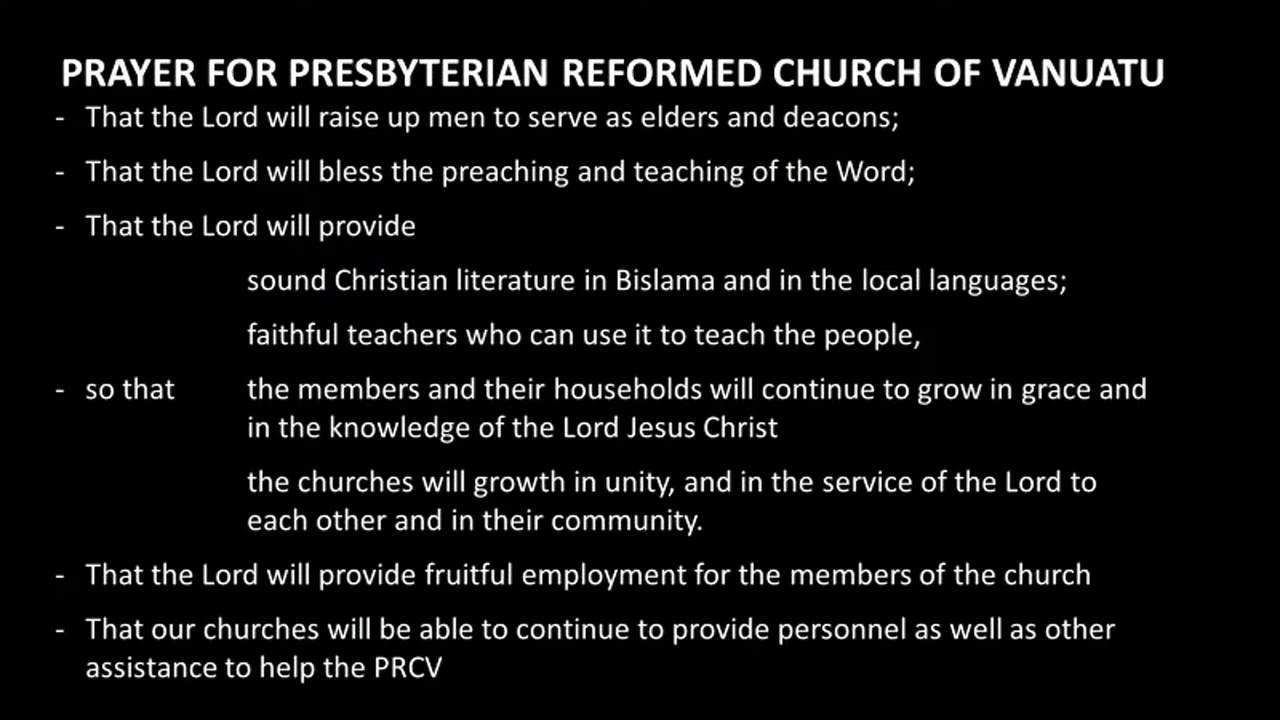 PRAYER FOR PRESBYTERIAN REFORMED CHURCH OF VANUATU
- That the Lord will raise up men to serve as elders and deacons;
- That the Lord will bless the preaching and teaching of the Word;
- That the Lord will provide
sound Christian literature in Bislama and in the local languages;
faithful teachers who can use it to teach the people,
- so that the members and their households will continue to grow in grace and
in the knowledge of the Lord Jesus Christ
the churches will growth in unity, and in the service of the Lord to
each other and in their community.
- That the Lord will provide fruitful employment for the members of the church
- That our churches will be able to continue to provide personnel as well as other
assistance to help the PRCV